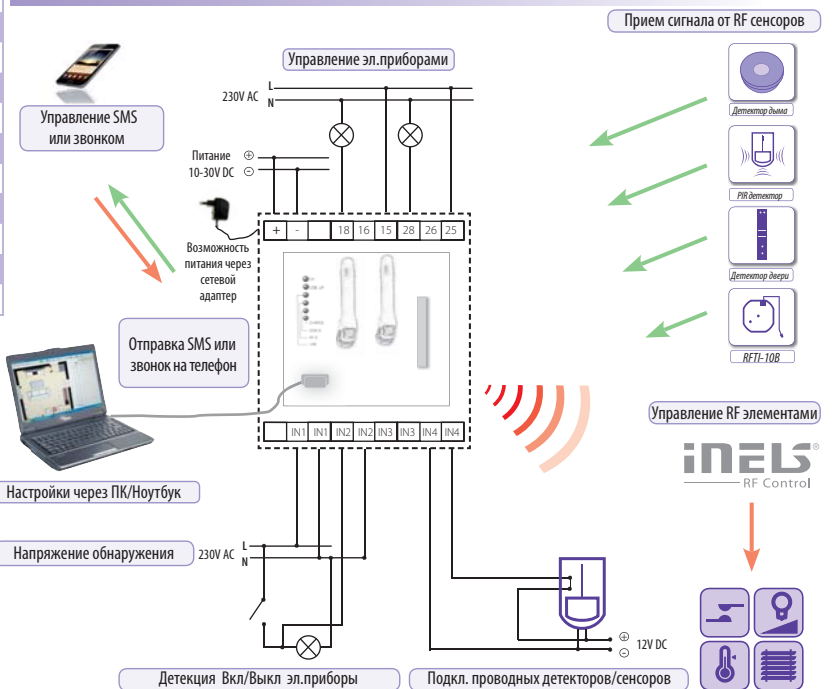 Прием сигнала от RF сенсоров
Управление эл.приборами
230V AC
L
N
Управление SMS
или звонком
Питание
10-30V DC
⊕
⊖
Детектор дыма
PIR детектор
Детектор двери
RFTI-10B
+ - 18 16 15 28 26 25
Возможность
питания через
сетевой
адаптер
Отправка SMS или
звонок на телефон
IN1 IN1 IN2 IN2 IN3 IN3 IN4 IN4
Управление RF элементами
iNELS®
RF Control
Настройки через ПК/Ноутбук
Напряжение обнаружения
230V AC
L
N
⊕
⊖
12V DC
Детекция Вкл/Выкл эл.приборы
Подкл. проводных детекторов/сенсоров